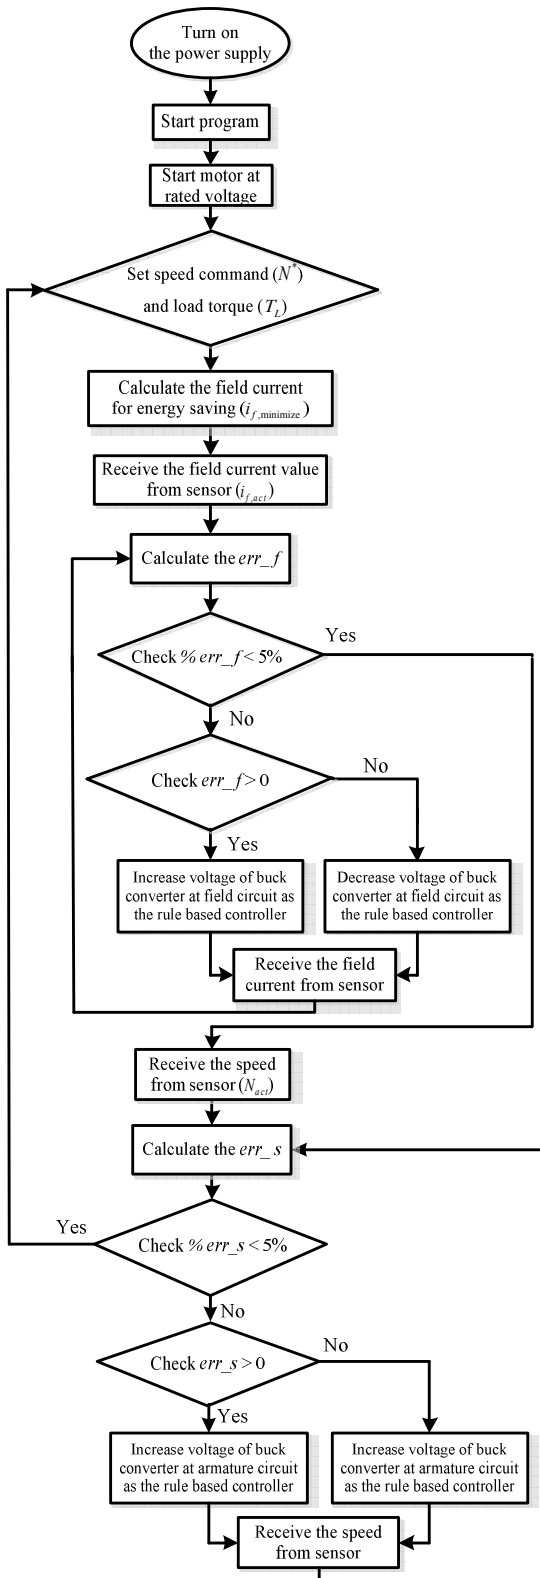 Turn on
the power supply
Start program
Start motor at
rated voltage
Set speed command (N*)
and load torque (T_L)
Calculate the field current
for energy saving (i_f,minimize)
Receive the field current value
from sensor (i_f,act)
Calculate the err_f
Yes
Check % err_f < 5%
No
Check err_f > 0
No
Yes
Increase voltage of buck
converter at field circuit as
the rule based controller
Decrease voltage of buck
converter at field circuit as
the rule based controller
Receive the field
current from sensor
Receive the speed
from sensor (N_act)
Calculate the err_s
Yes
Check % err_s < 5%
No
Check err_s > 0
No
Yes
Increase voltage of buck
converter at armature circuit
as the rule based controller
Increase voltage of buck
converter at armature circuit
as the rule based controller
Receive the speed
from sensor